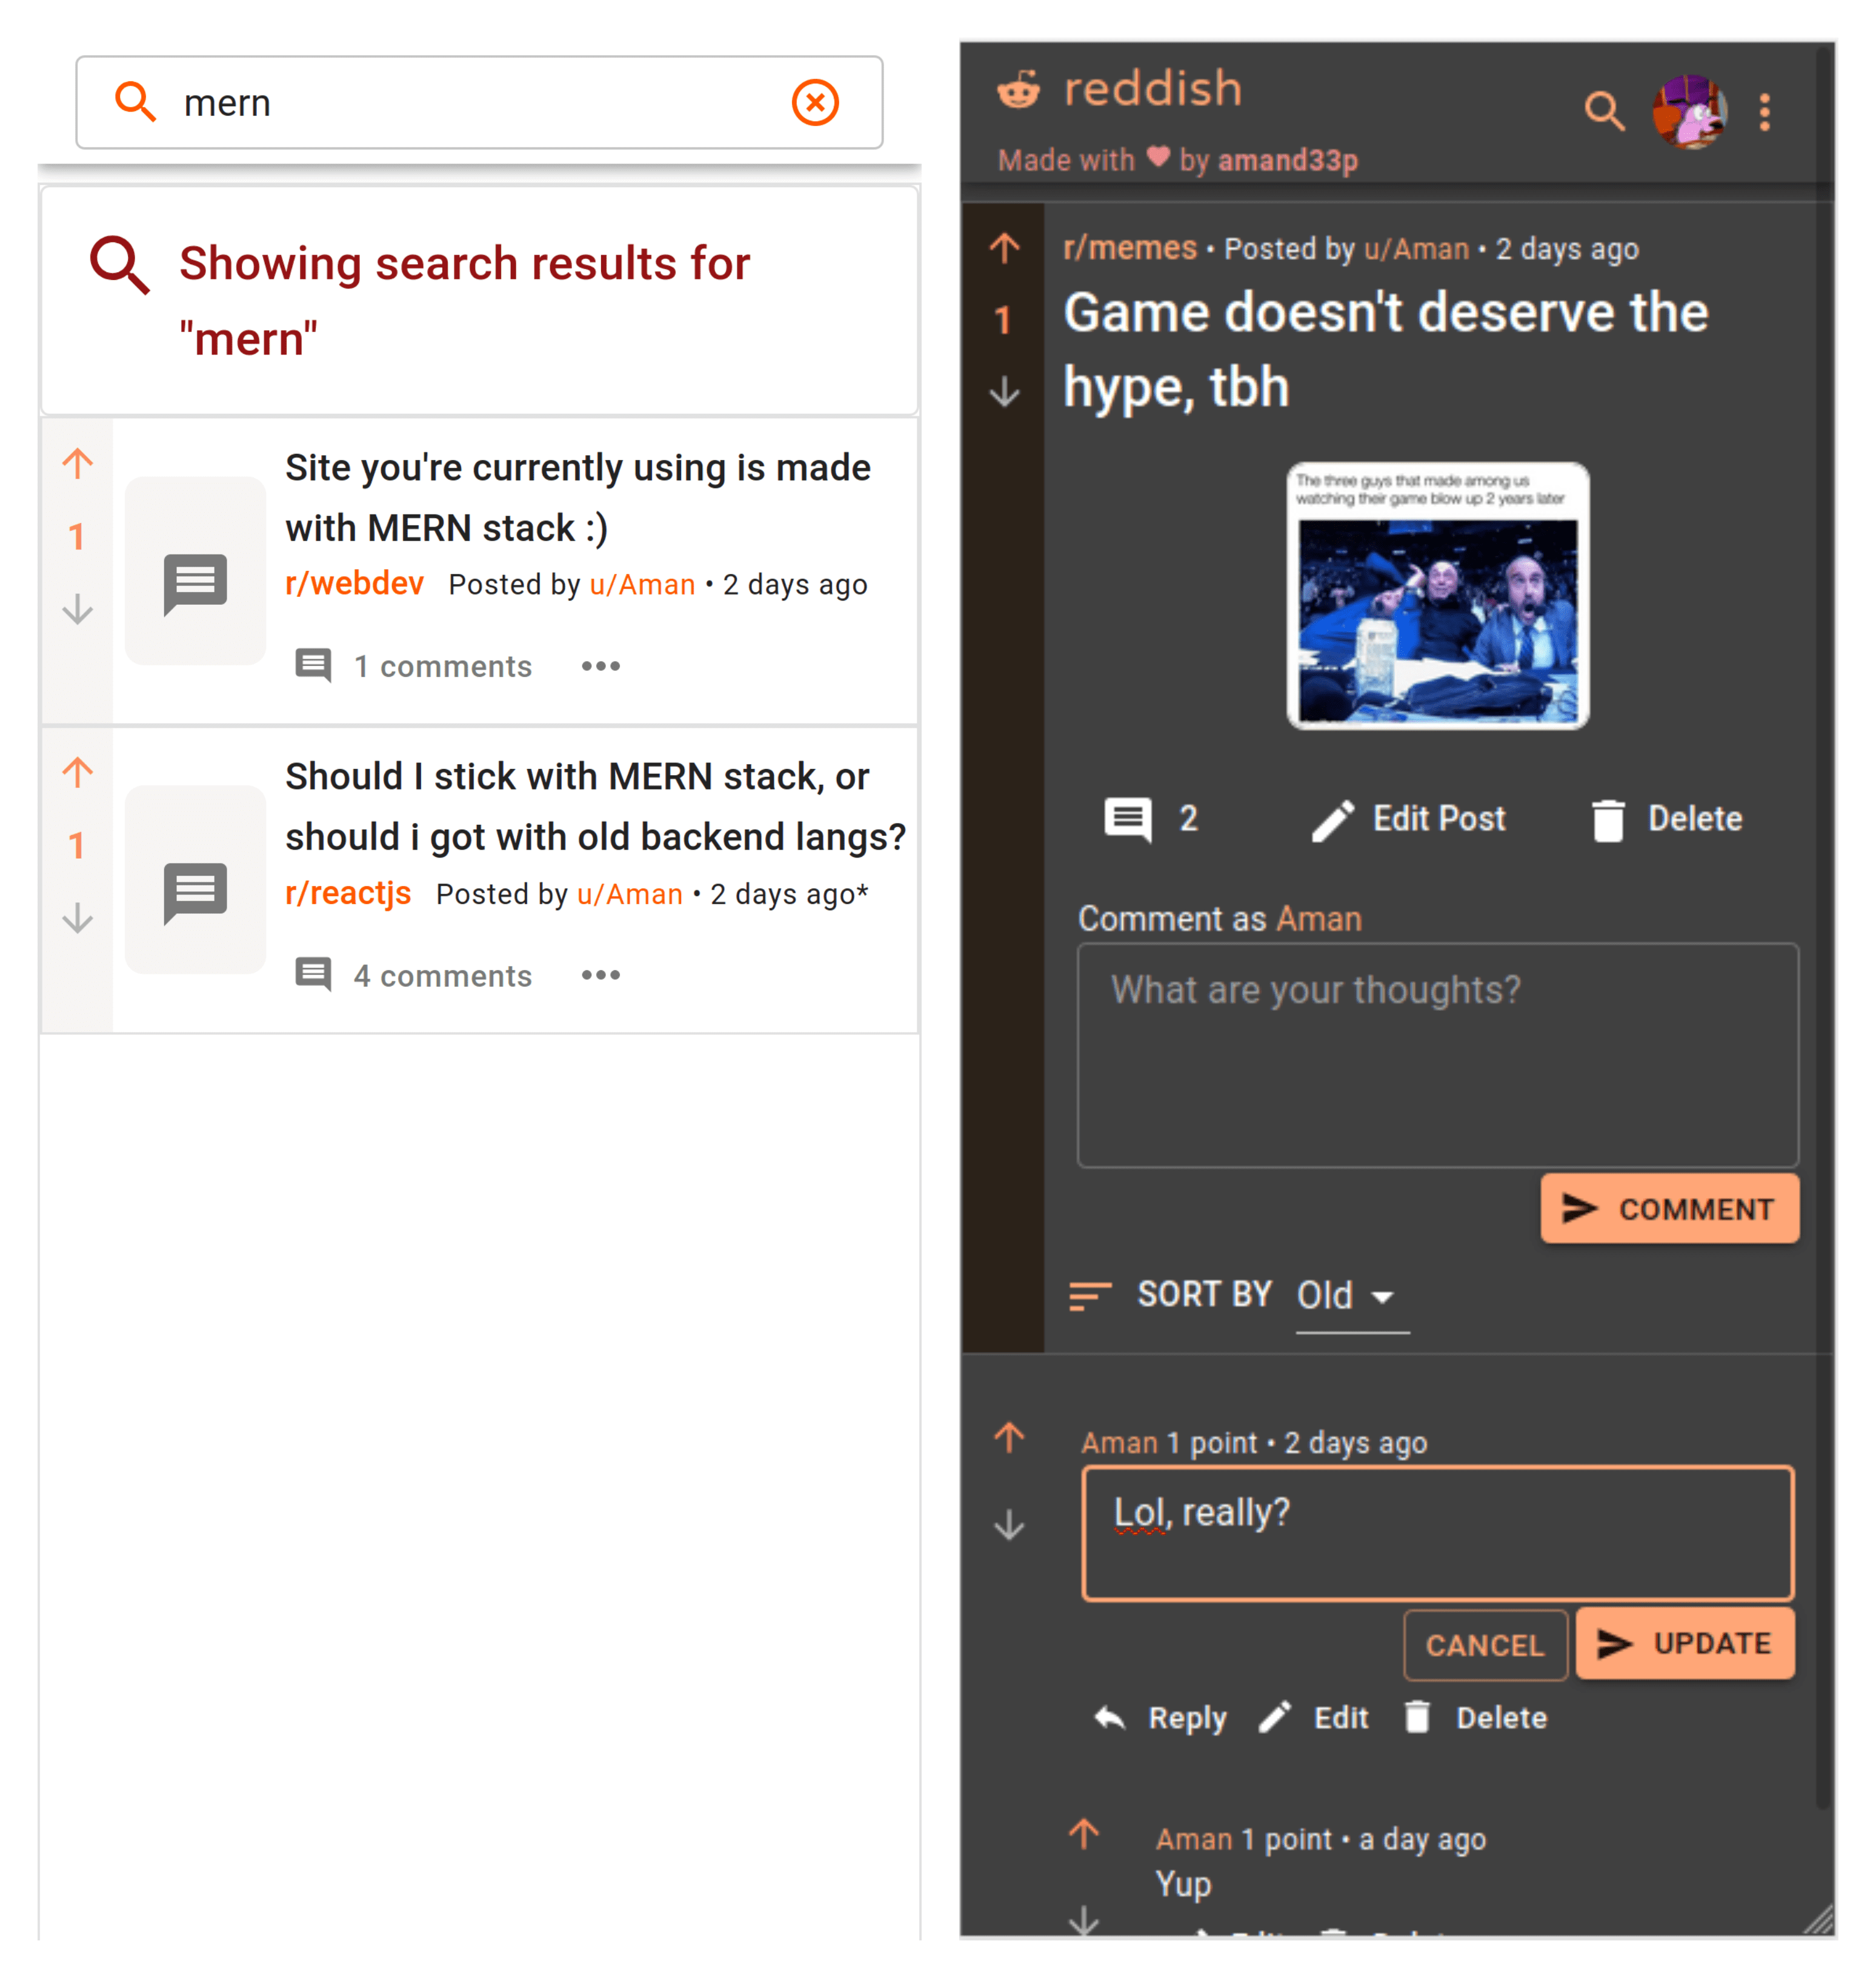 mern
Showing search results for
"mern"
Site you're currently using is made
with MERN stack :)
r/webdev Posted by u/Aman • 2 days ago
1
1 comments •••
Should I stick with MERN stack, or
should i got with old backend langs?
r/reactjs Posted by u/Aman • 2 days ago*
1
4 comments •••
reddish
Made with ♥ by amand33p
r/memes • Posted by u/Aman • 2 days ago
1
Game doesn't deserve the
hype, tbh
The three guys that made among us
watching their game blow up 2 years later
2 Edit Post Delete
Comment as Aman
What are your thoughts?
COMMENT
SORT BY Old
Aman 1 point • 2 days ago
Lol, really?
CANCEL UPDATE
Reply Edit Delete
Aman 1 point • a day ago
Yup